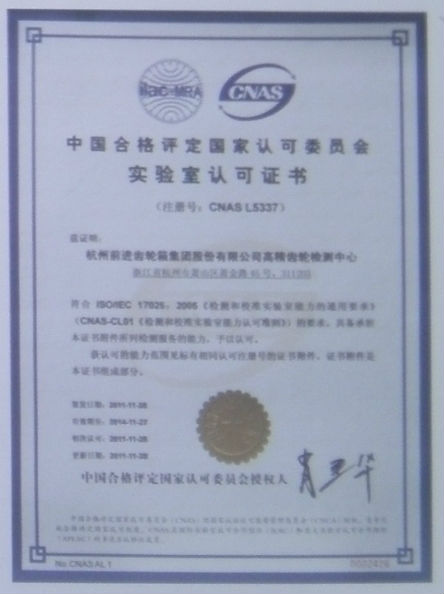 ilac-MRA
CNAS
中国合格评定国家认可委员会
实验室认可证书
（注册号：CNAS L5337）
兹证明：
杭州前进齿轮箱集团股份有限公司高精齿轮检测中心
浙江省杭州市萧山区萧金路 45 号，311203
符合 ISO/IEC 17025：2005《检测和校准实验室能力的通用要求》
（CNAS-CL01《检测和校准实验室能力认可准则》）的要求，具备承担
本证书附件所列检测服务的能力，予以认可。
获认可的能力范围见标有相同认可注册号的证书附件，证书附件是
本证书组成部分。
签发日期：2011-11-28
有效期至：2014-11-27
初次认可：2011-11-28
更新日期：2011-11-28
中国合格评定国家认可委员会授权人
No.CNAS AL 1